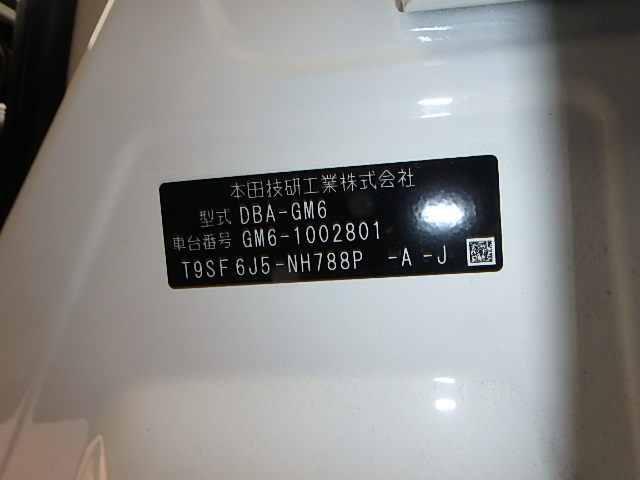 本田技研工業株式会社
型式 DBA-GM6
車台番号 GM6-1002801
T9SF6J5-NH788P -A -J